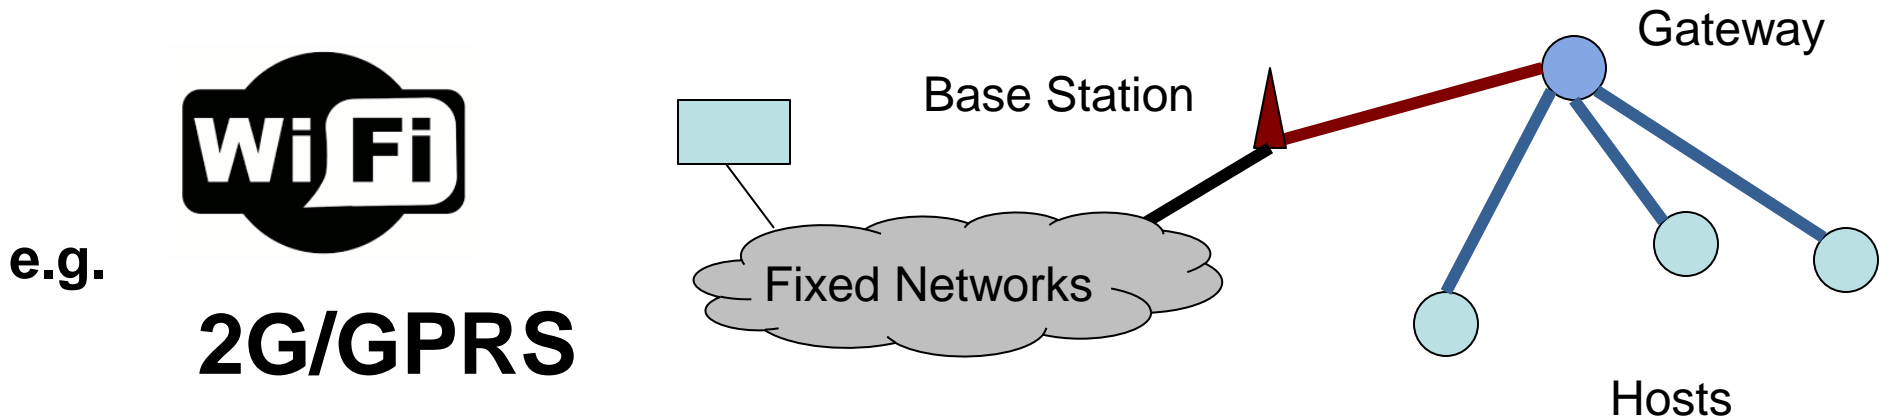 Gateway
Base Station
WiFi
e.g.
Fixed Networks
2G/GPRS
Hosts